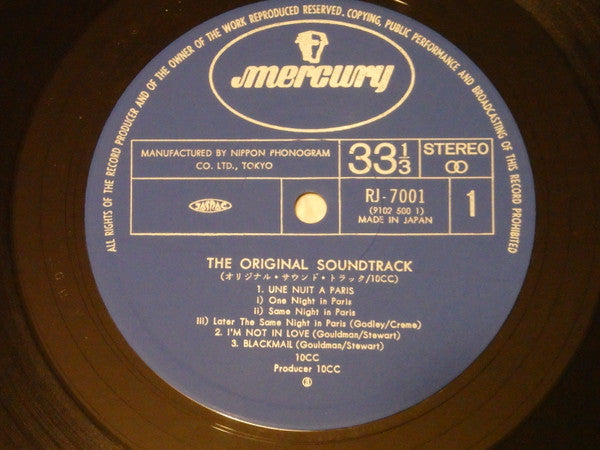 ALL RIGHTS OF THE RECORD PRODUCER AND OF THE OWNER OF THE WORK REPRODUCED RESERVED. COPYING, PUBLIC PERFORMANCE AND BROADCASTING OF THIS RECORD PROHIBITED
mercury
MANUFACTURED BY NIPPON PHONOGRAM
CO. LTD., TOKYO
33 1/3
STEREO
JASRAC
RJ-7001
(9102 500 1)
MADE IN JAPAN
1
THE ORIGINAL SOUNDTRACK
(オリジナル・サウンド・トラック/10CC)
1. UNE NUIT A PARIS
i) One Night in Paris
ii) Same Night in Paris
iii) Later The Same Night in Paris (Godley/Creme)
2. I'M NOT IN LOVE (Gouldman/Stewart)
3. BLACKMAIL (Gouldman/Stewart)
10CC
Producer 10CC